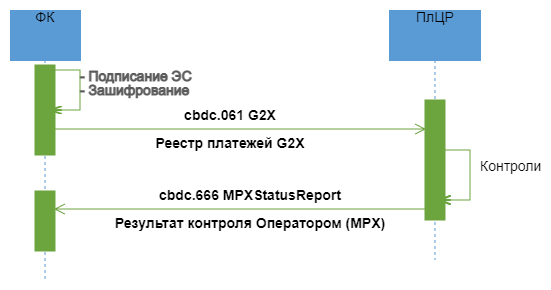 ФК
ПлЦР
- Подписание ЭС
- Зашифрование
cbdc.061 G2X
Реестр платежей G2X
Контроли
cbdc.666 MPXStatusReport
Результат контроля Оператором (MPX)